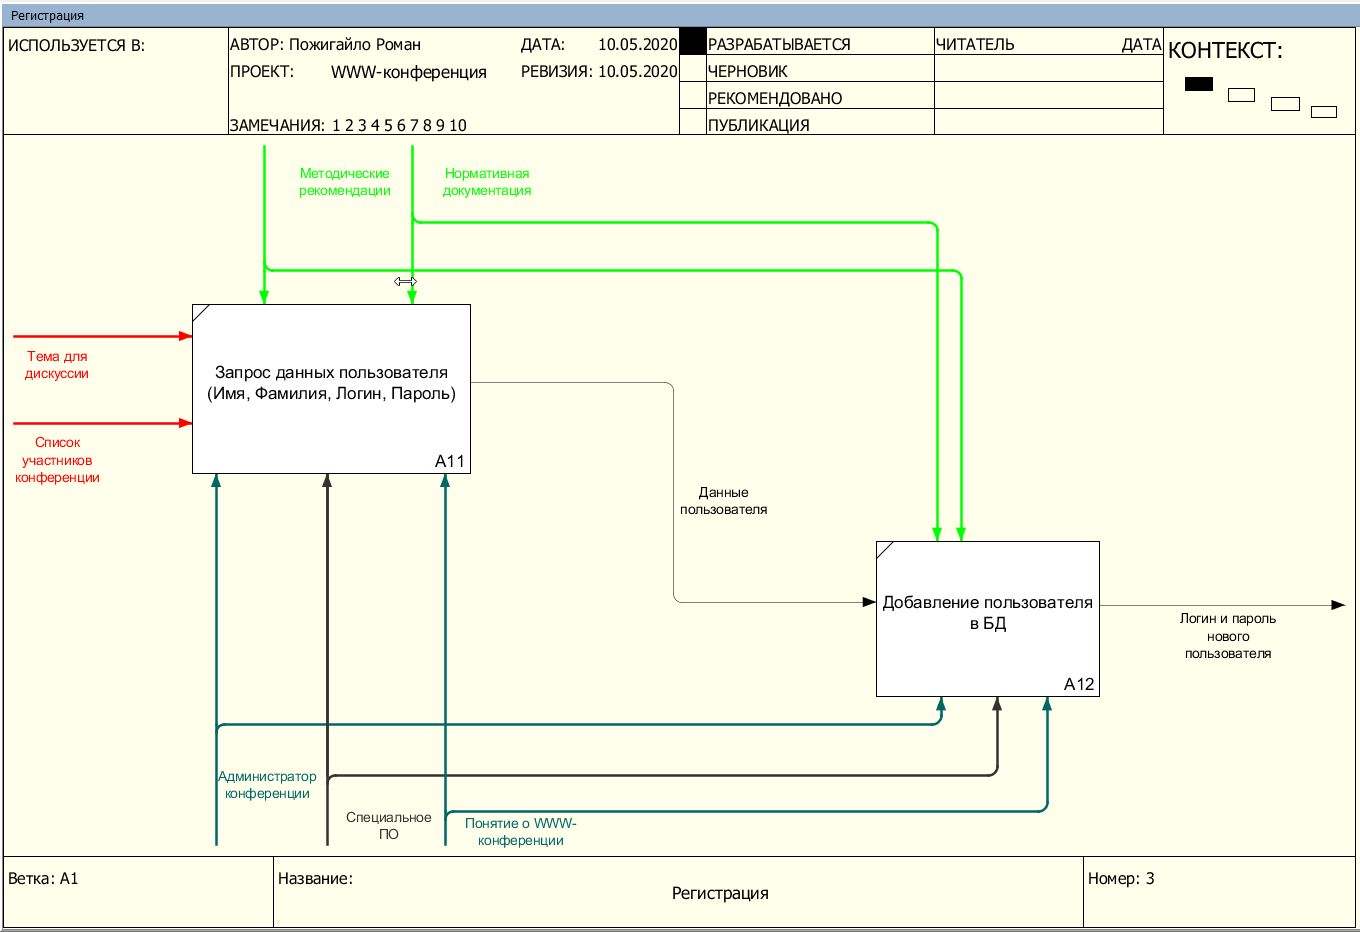 Регистрация
ИСПОЛЬЗУЕТСЯ В:
АВТОР: Пожигайло Роман
ДАТА: 10.05.2020
ПРОЕКТ: WWW-конференция
РЕВИЗИЯ: 10.05.2020
ЗАМЕЧАНИЯ: 1 2 3 4 5 6 7 8 9 10
РАЗРАБАТЫВАЕТСЯ
ЧЕРНОВИК
РЕКОМЕНДОВАНО
ПУБЛИКАЦИЯ
ЧИТАТЕЛЬ
ДАТА
КОНТЕКСТ:
Методические
рекомендации
Нормативная
документация
Тема для
дискуссии
Список
участников
конференции
Запрос данных пользователя
(Имя, Фамилия, Логин, Пароль)
A11
Данные
пользователя
Добавление пользователя
в БД
A12
Логин и пароль
нового
пользователя
Администратор
конференции
Специальное
ПО
Понятие о WWW-
конференции
Ветка: A1
Название:
Регистрация
Номер: 3